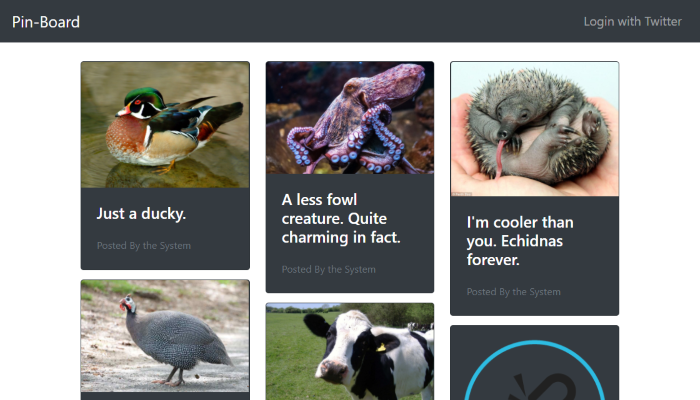 Pin-Board
Login with Twitter
Just a ducky.
Posted By the System
A less fowl
creature. Quite
charming in fact.
Posted By the System
I'm cooler than
you. Echidnas
forever.
Posted By the System